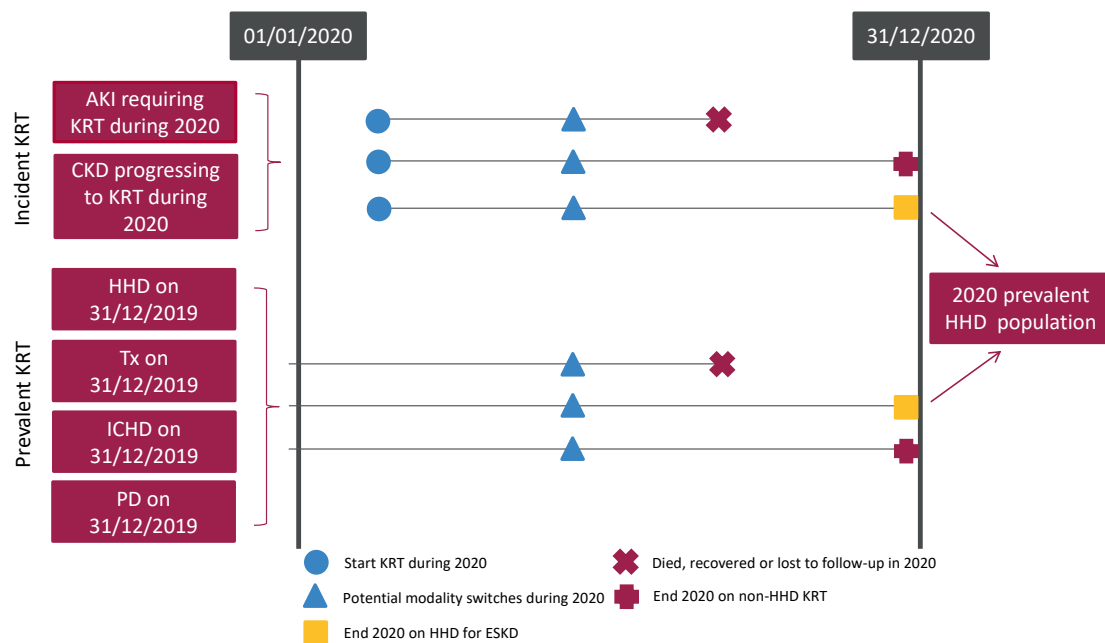 01/01/2020
31/12/2020
Incident KRT
AKI requiring
KRT during 2020
CKD progressing
to KRT during
2020
Prevalent KRT
HHD on
31/12/2019
Tx on
31/12/2019
ICHD on
31/12/2019
PD on
31/12/2019
2020 prevalent
HHD population
Start KRT during 2020
Died, recovered or lost to follow-up in 2020
Potential modality switches during 2020
End 2020 on non-HHD KRT
End 2020 on HHD for ESKD